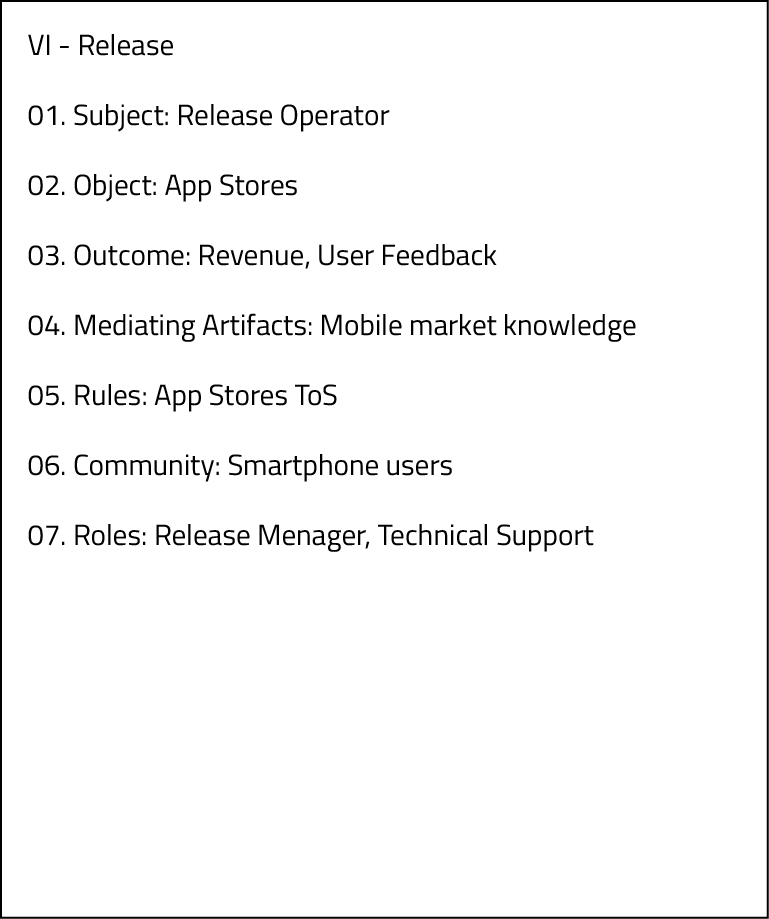 VI - Release
01. Subject: Release Operator
02. Object: App Stores
03. Outcome: Revenue, User Feedback
04. Mediating Artifacts: Mobile market knowledge
05. Rules: App Stores ToS
06. Community: Smartphone users
07. Roles: Release Menager, Technical Support